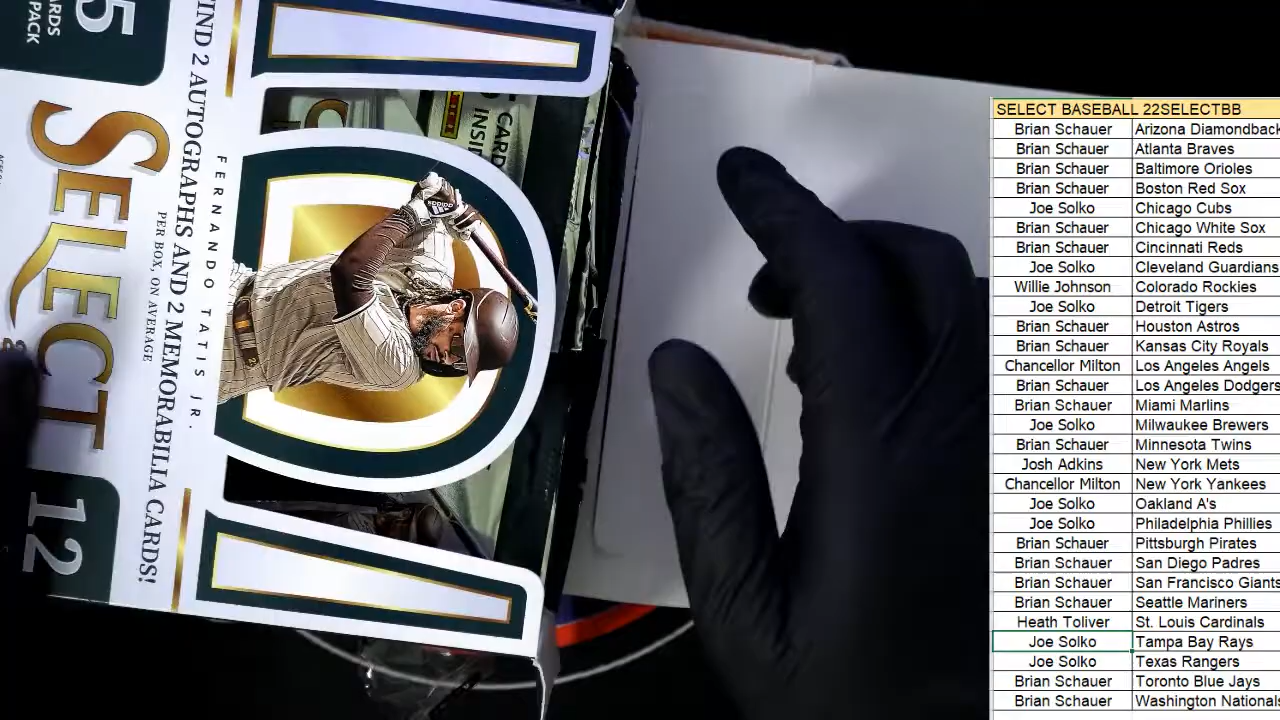 5
CARDS
PACK
FIND 2 AUTOGRAPHS AND 2 MEMORABILIA CARDS!
PER BOX, ON AVERAGE
SELECT
12
FERNANDO TATIS JR.
adidas
CARDS
INSIDE
SELECT BASEBALL 22SELECTBB
Brian Schauer Arizona Diamondback
Brian Schauer Atlanta Braves
Brian Schauer Baltimore Orioles
Brian Schauer Boston Red Sox
Joe Solko Chicago Cubs
Brian Schauer Chicago White Sox
Brian Schauer Cincinnati Reds
Joe Solko Cleveland Guardians
Willie Johnson Colorado Rockies
Joe Solko Detroit Tigers
Brian Schauer Houston Astros
Brian Schauer Kansas City Royals
Chancellor Milton Los Angeles Angels
Brian Schauer Los Angeles Dodgers
Brian Schauer Miami Marlins
Joe Solko Milwaukee Brewers
Brian Schauer Minnesota Twins
Josh Adkins New York Mets
Chancellor Milton New York Yankees
Joe Solko Oakland A's
Joe Solko Philadelphia Phillies
Brian Schauer Pittsburgh Pirates
Brian Schauer San Diego Padres
Brian Schauer San Francisco Giants
Brian Schauer Seattle Mariners
Heath Toliver St. Louis Cardinals
Joe Solko Tampa Bay Rays
Joe Solko Texas Rangers
Brian Schauer Toronto Blue Jays
Brian Schauer Washington Nationals